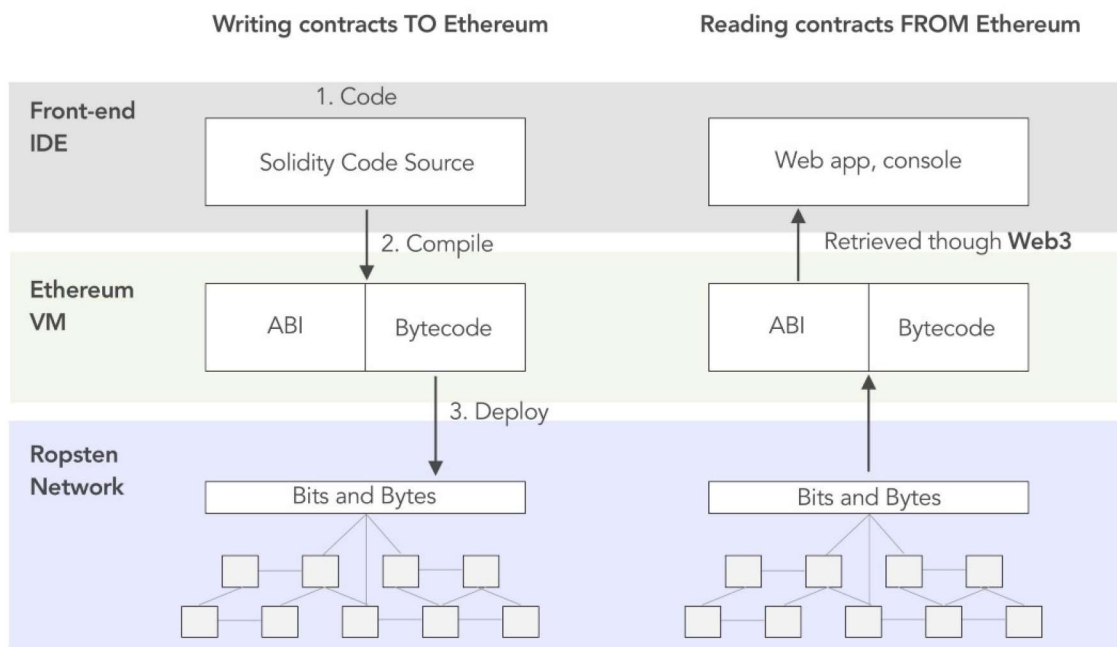 Writing contracts TO Ethereum
Reading contracts FROM Ethereum
Front-end
IDE
1. Code
Solidity Code Source
Web app, console
2. Compile
Retrieved though Web3
Ethereum
VM
ABI
Bytecode
ABI
Bytecode
3. Deploy
Ropsten
Network
Bits and Bytes
Bits and Bytes